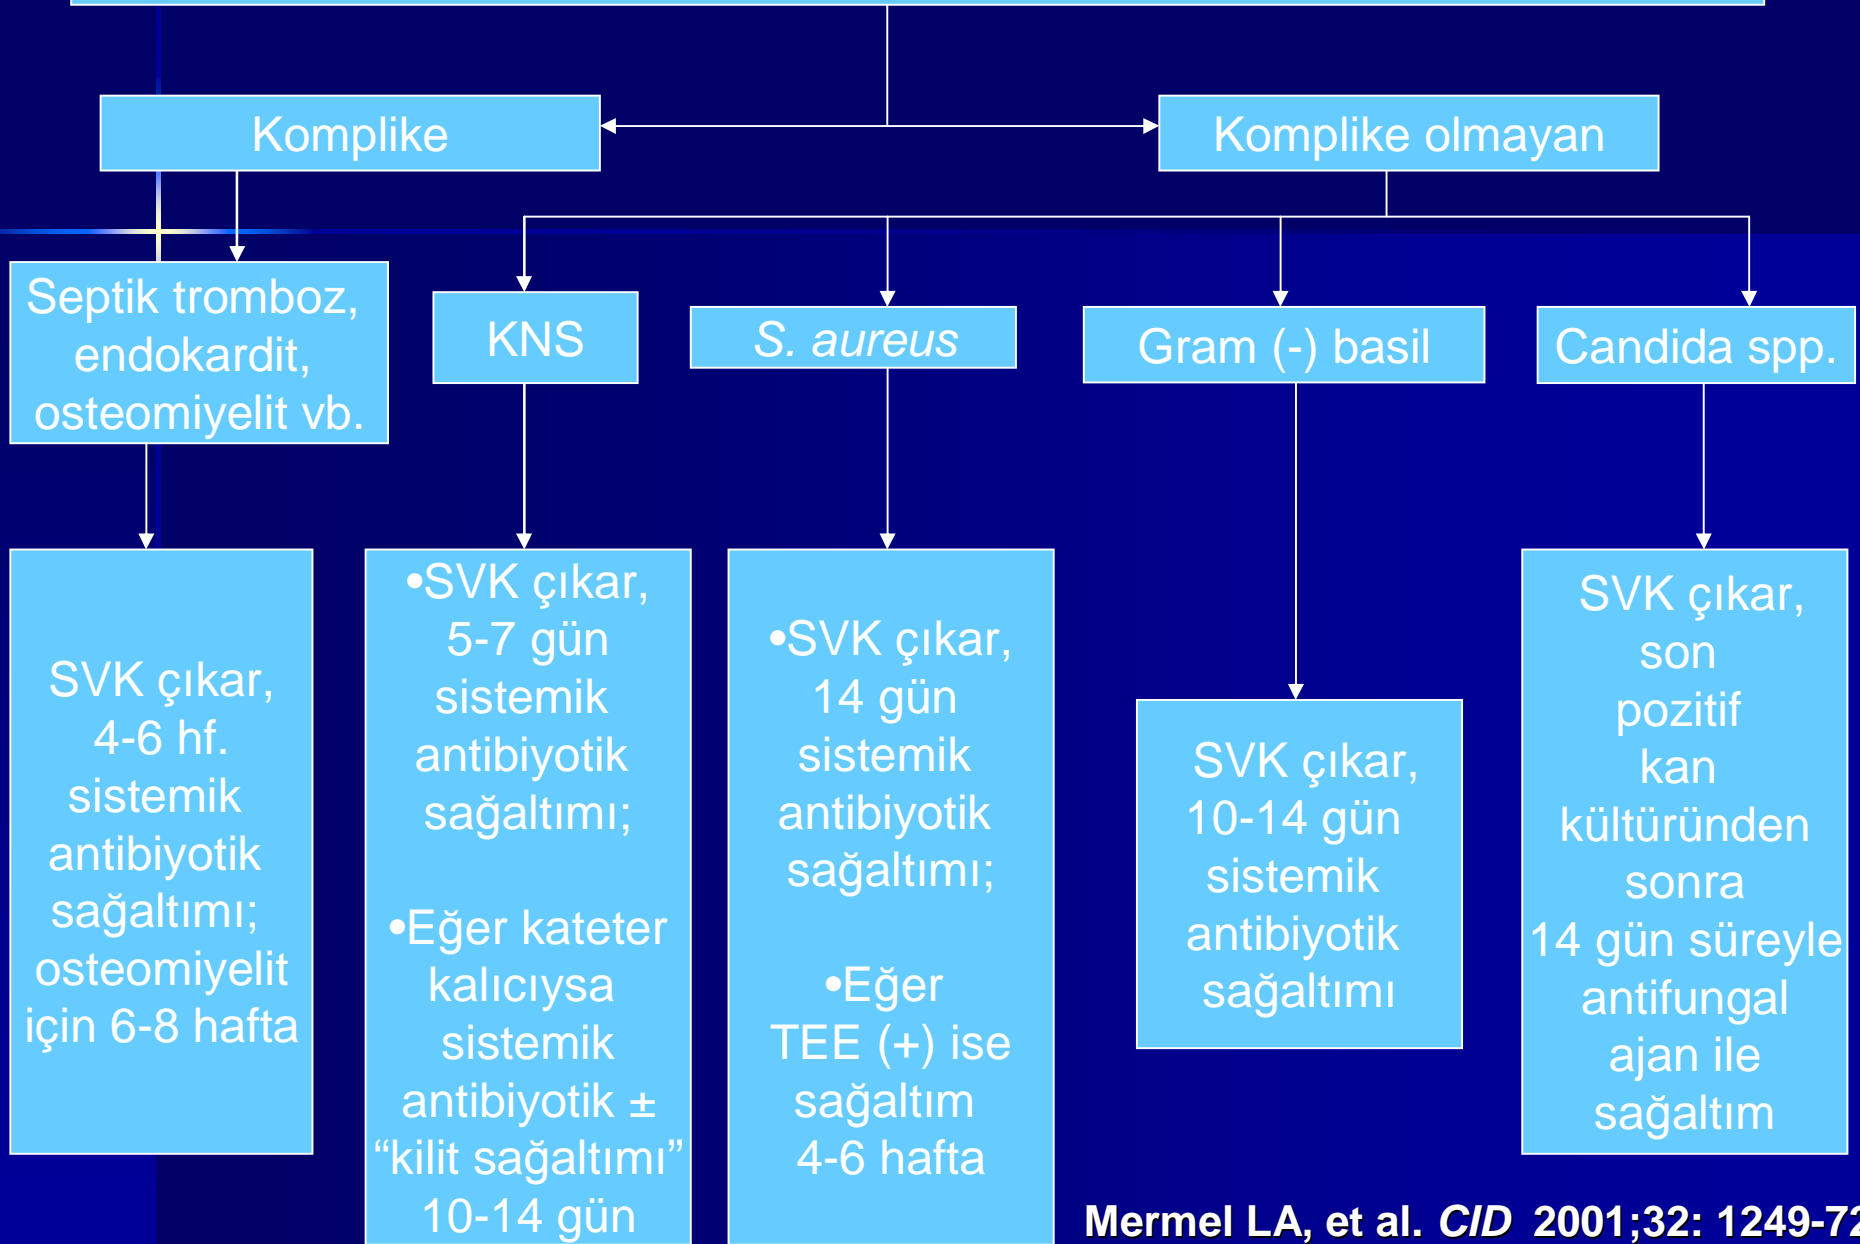 Komplike
Komplike olmayan
Septik tromboz,
endokardit,
osteomiyelit vb.
KNS
S. aureus
Gram (-) basil
Candida spp.
SVK çıkar,
4-6 hf.
sistemik
antibiyotik
sağaltımı;
osteomiyelit
için 6-8 hafta
•SVK çıkar,
5-7 gün
sistemik
antibiyotik
sağaltımı;
•Eğer kateter
kalıcıysa
sistemik
antibiyotik ±
“kilit sağaltımı”
10-14 gün
•SVK çıkar,
14 gün
sistemik
antibiyotik
sağaltımı;
•Eğer
TEE (+) ise
sağaltım
4-6 hafta
SVK çıkar,
10-14 gün
sistemik
antibiyotik
sağaltımı
SVK çıkar,
son
pozitif
kan
kültüründen
sonra
14 gün süreyle
antifungal
ajan ile
sağaltım
Mermel LA, et al. CID 2001;32: 1249-72